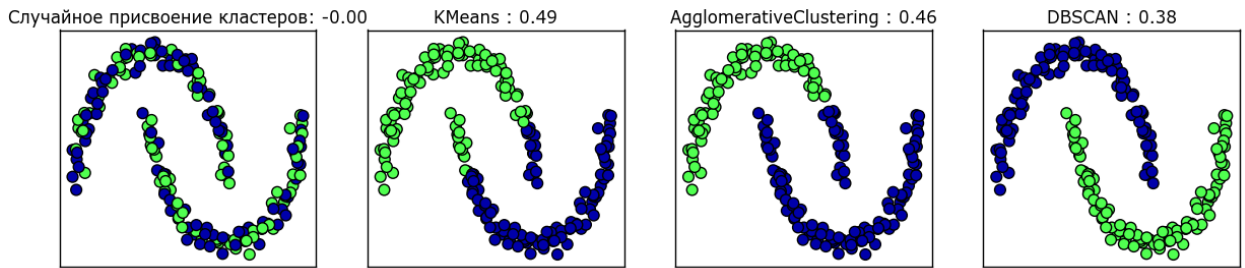 Случайное присвоение кластеров: -0.00
KMeans : 0.49
AgglomerativeClustering : 0.46
DBSCAN : 0.38